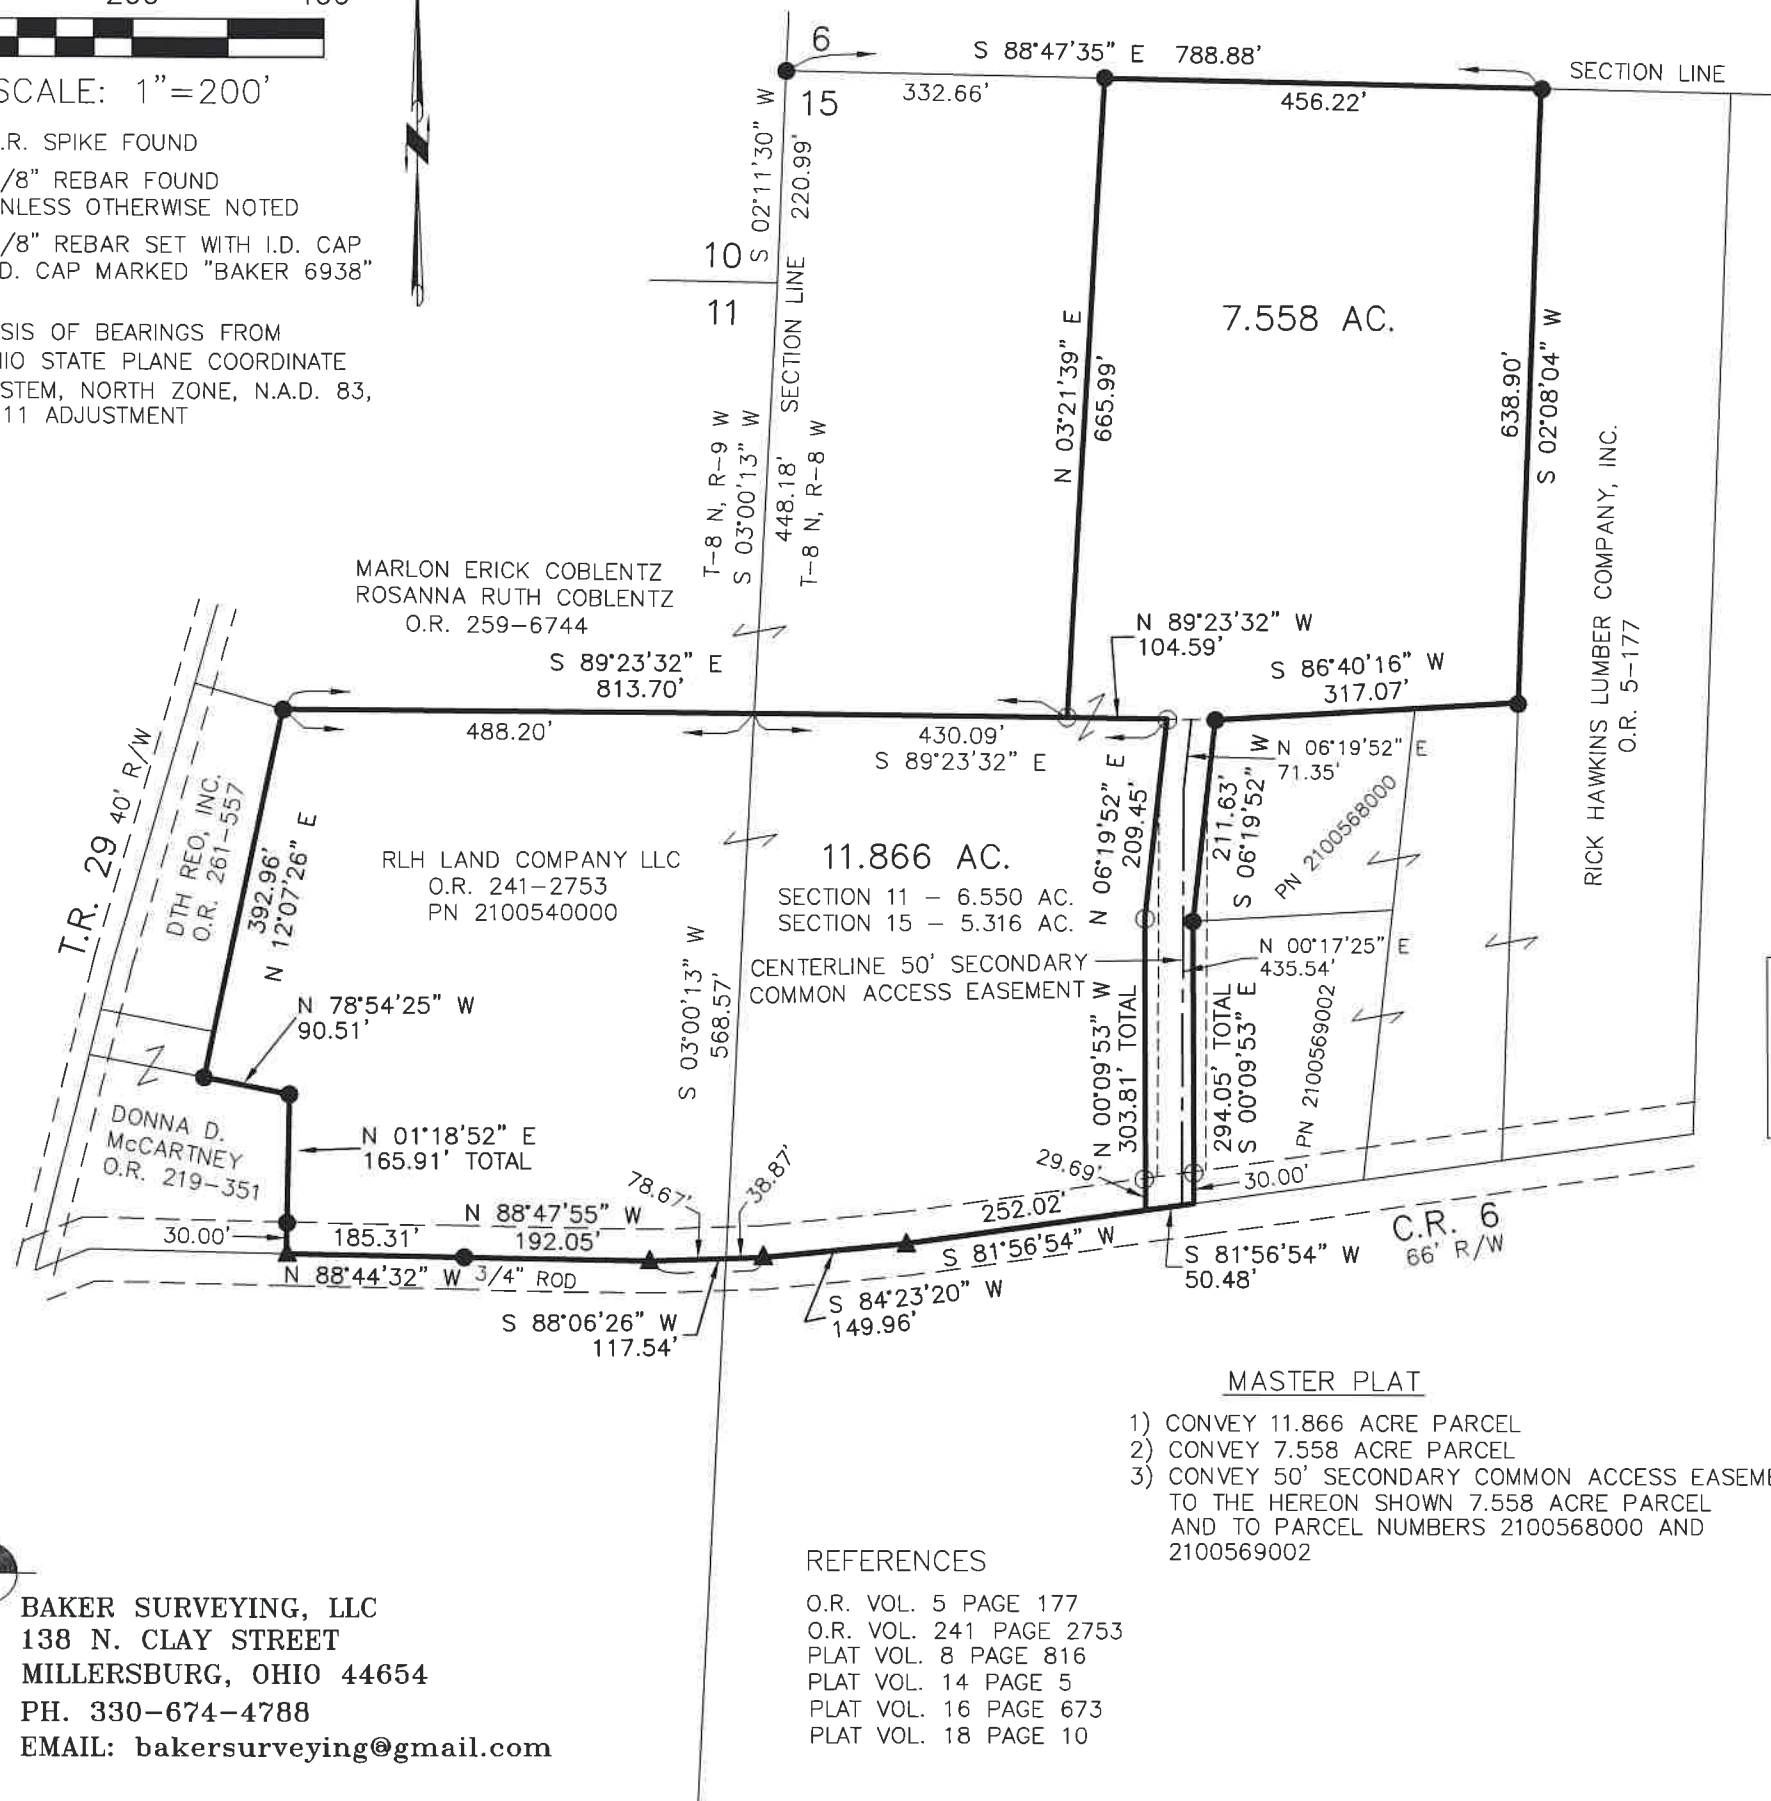 SCALE: 1"=200'
.R. SPIKE FOUND
/8" REBAR FOUND
NLESS OTHERWISE NOTED
/8" REBAR SET WITH I.D. CAP
D. CAP MARKED "BAKER 6938"
SIS OF BEARINGS FROM
IO STATE PLANE COORDINATE
STEM, NORTH ZONE, N.A.D. 83,
11 ADJUSTMENT
N
6
15
10
11
S 88°47'35" E 788.88'
332.66'
456.22'
SECTION LINE
S 02°11'30" W
220.99'
SECTION LINE
T-8 N, R-9 W
S 03°00'13" W
448.18'
T-8 N, R-8 W
N 03°21'39" E
665.99'
7.558 AC.
638.90'
S 02°08'04" W
RICK HAWKINS LUMBER COMPANY, INC.
O.R. 5-177
MARLON ERICK COBLENTZ
ROSANNA RUTH COBLENTZ
O.R. 259-6744
S 89°23'32" E
813.70'
488.20'
430.09'
S 89°23'32" E
N 89°23'32" W
104.59'
S 86°40'16" W
317.07'
T.R. 29 40' R/W
DTH REO, INC.
O.R. 261-557
392.96'
N 12°07'26" E
RLH LAND COMPANY LLC
O.R. 241-2753
PN 2100540000
11.866 AC.
SECTION 11 - 6.550 AC.
SECTION 15 - 5.316 AC.
CENTERLINE 50' SECONDARY
COMMON ACCESS EASEMENT
N 06°19'52" E
209.45'
W N 06°19'52" E
71.35'
211.63'
S 06°19'52"
PN 2100568000
N 00°17'25" E
435.54'
N 00°09'53" W
303.81' TOTAL
294.05' TOTAL
S 00°09'53" E
PN 2100569002
S 03°00'13" W
568.57'
N 78°54'25" W
90.51'
DONNA D.
McCARTNEY
O.R. 219-351
N 01°18'52" E
165.91' TOTAL
30.00'
185.31'
N 88°44'32" W
3/4" ROD
N 88°47'55" W
192.05'
78.67'
38.87'
S 88°06'26" W
117.54'
S 84°23'20" W
149.96'
252.02'
S 81°56'54" W
29.69'
30.00'
S 81°56'54" W
50.48'
C.R. 6
66' R/W
MASTER PLAT
1) CONVEY 11.866 ACRE PARCEL
2) CONVEY 7.558 ACRE PARCEL
3) CONVEY 50' SECONDARY COMMON ACCESS EASEME
TO THE HEREON SHOWN 7.558 ACRE PARCEL
AND TO PARCEL NUMBERS 2100568000 AND
2100569002
REFERENCES
O.R. VOL. 5 PAGE 177
O.R. VOL. 241 PAGE 2753
PLAT VOL. 8 PAGE 816
PLAT VOL. 14 PAGE 5
PLAT VOL. 16 PAGE 673
PLAT VOL. 18 PAGE 10
BAKER SURVEYING, LLC
138 N. CLAY STREET
MILLERSBURG, OHIO 44654
PH. 330-674-4788
EMAIL: bakersurveying@gmail.com